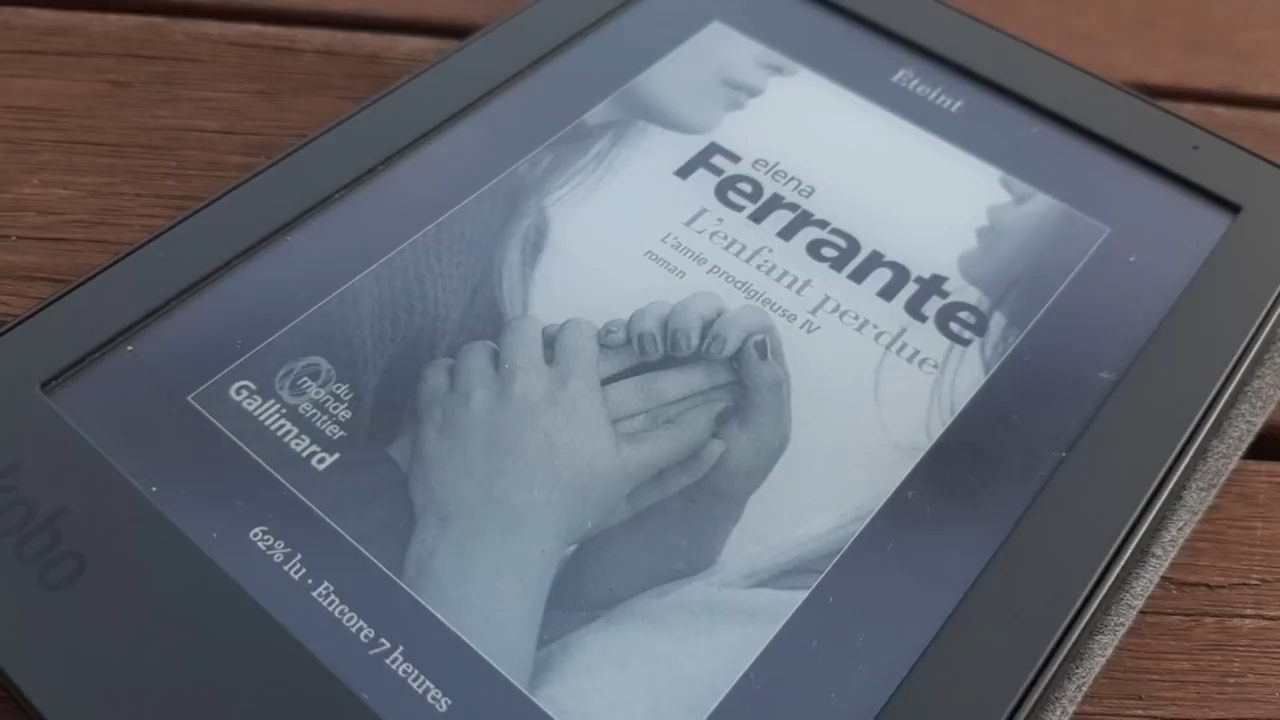 Éteint
elena
Ferrante
L'enfant perdue
L'amie prodigieuse IV
roman
du
monde
entier
Gallimard
62% lu · Encore 7 heures
kobo